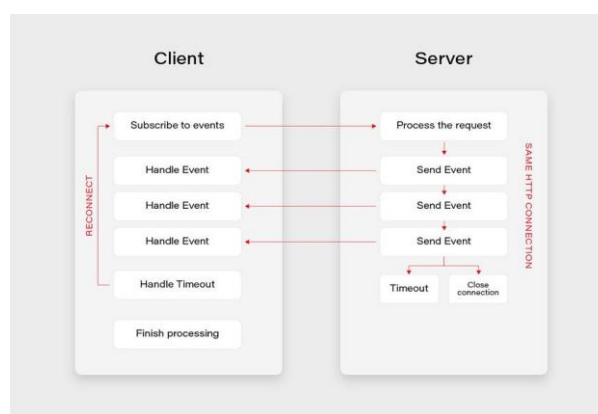 Client
Server
Subscribe to events
Process the request
Handle Event
Send Event
Handle Event
Send Event
Handle Event
Send Event
Handle Timeout
Timeout
Close
connection
Finish processing
RECONNECT
SAME HTTP CONNECTION